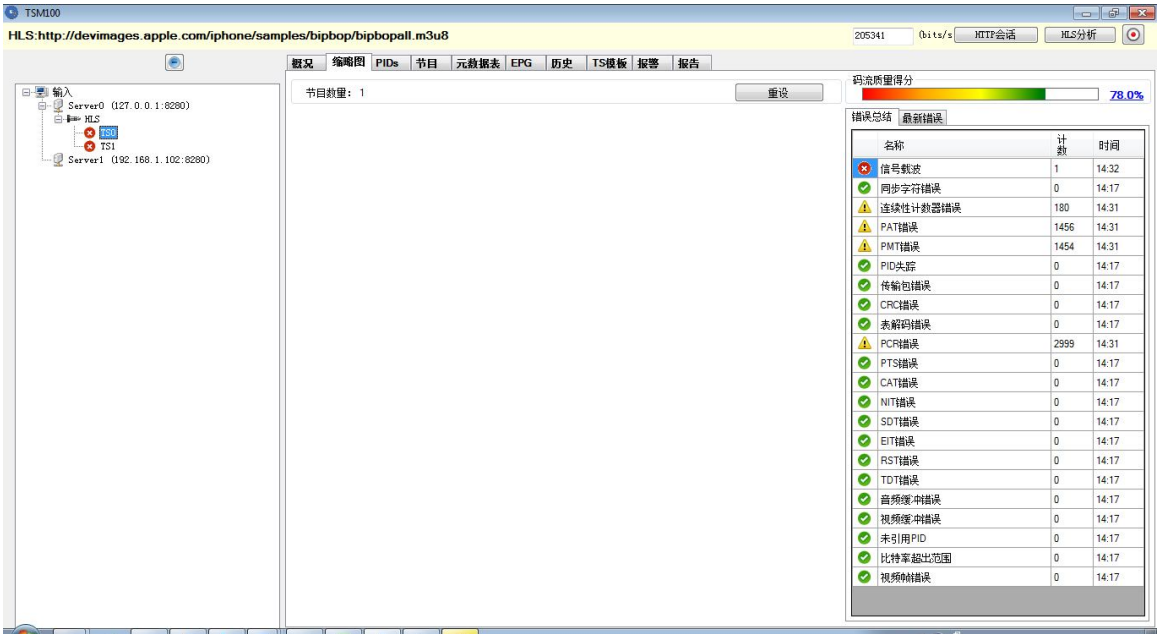 TSM100
HLS:http://devimages.apple.com/iphone/samples/bipbop/bipbopall.m3u8
205341 (bits/s HTTP会话 HLS分析
概况 缩略图 PIDs 节目 元数据表 EPG 历史 TS模板 报警 报告
输入
Server0 (127.0.0.1:8280)
HLS
TS0
TS1
Server1 (192.168.1.102:8280)
节目数量: 1 重设
码流质量得分
78.0%
错误总结 最新错误
名称 计数 时间
信号载波 1 14:32
同步字符错误 0 14:17
连续性计数器错误 180 14:31
PAT错误 1456 14:31
PMT错误 1454 14:31
PID失踪 0 14:17
传输包错误 0 14:17
CRC错误 0 14:17
表解码错误 0 14:17
PCR错误 2999 14:31
PTS错误 0 14:17
CAT错误 0 14:17
NIT错误 0 14:17
SDT错误 0 14:17
EIT错误 0 14:17
RST错误 0 14:17
TDT错误 0 14:17
音频缓冲错误 0 14:17
视频缓冲错误 0 14:17
未引用PID 0 14:17
比特率超出范围 0 14:17
视频帧错误 0 14:17